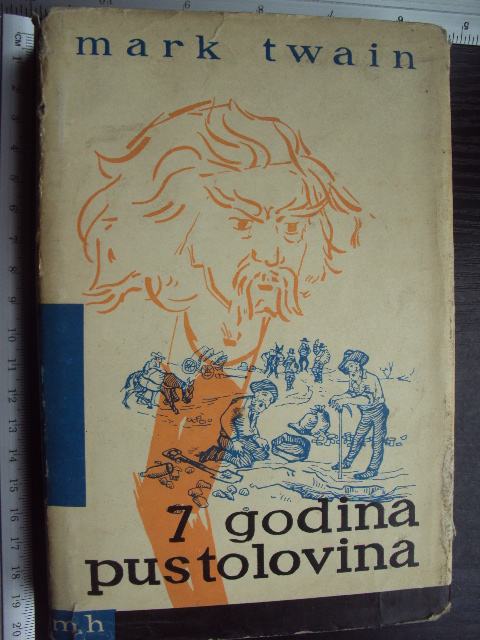 mark twain
7 godina
pustolovina
m,h